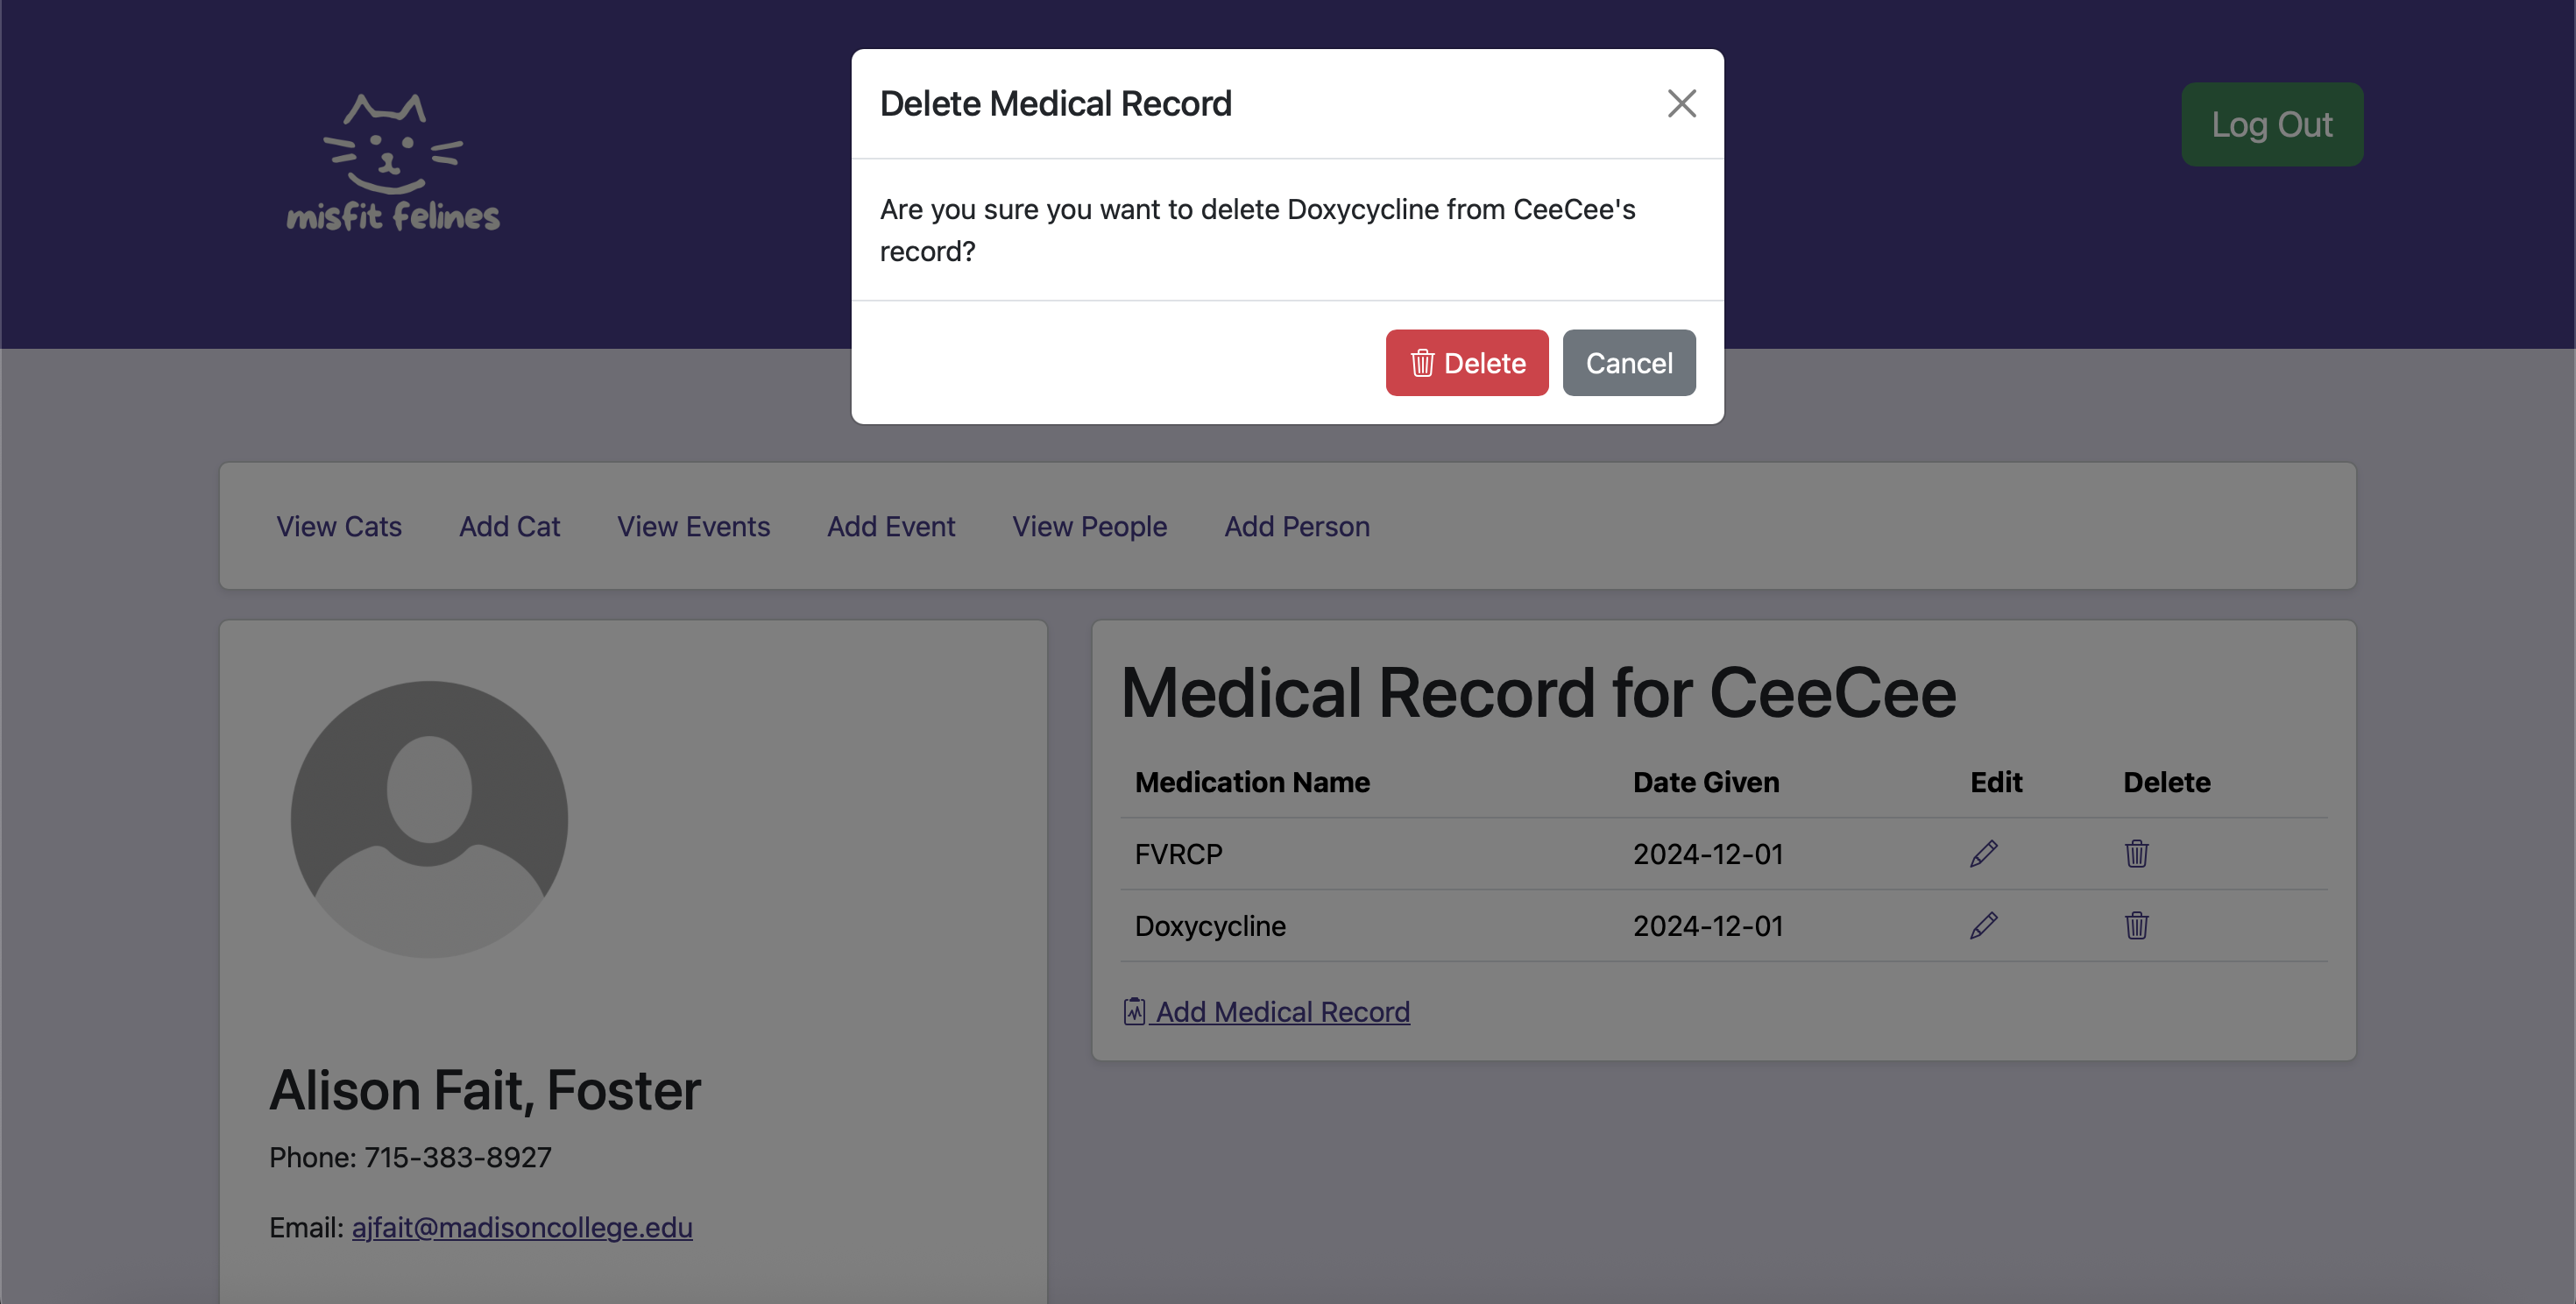 Delete Medical Record
Are you sure you want to delete Doxycycline from CeeCee's
record?
Delete Cancel
misfit felines
Log Out
View Cats Add Cat View Events Add Event View People Add Person
Alison Fait, Foster
Phone: 715-383-8927
Email: ajfait@madisoncollege.edu
Medical Record for CeeCee
Medication Name Date Given Edit Delete
FVRCP 2024-12-01
Doxycycline 2024-12-01
Add Medical Record